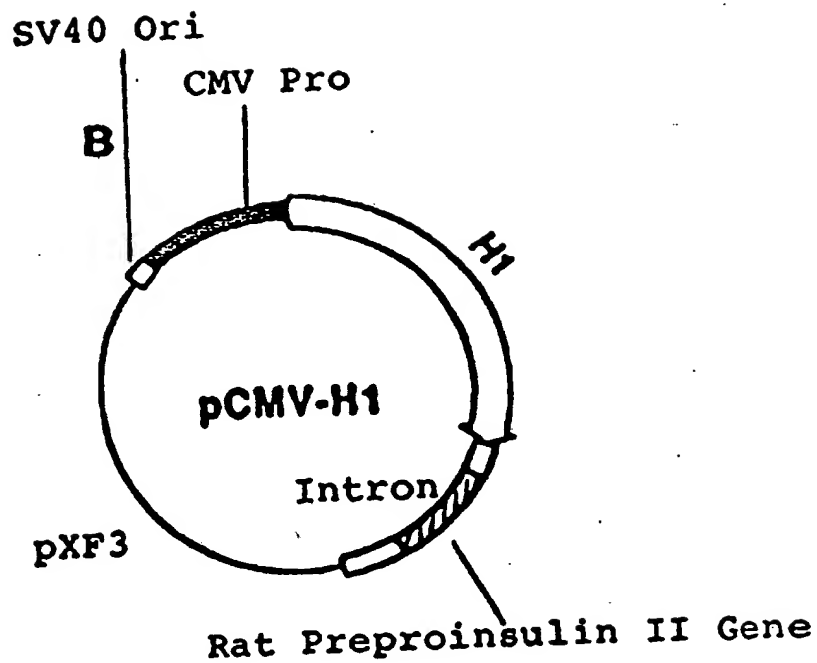 SV40 Ori
CMV Pro
B
H1
pCMV-H1
Intron
pXF3
Rat Preproinsulin II Gene